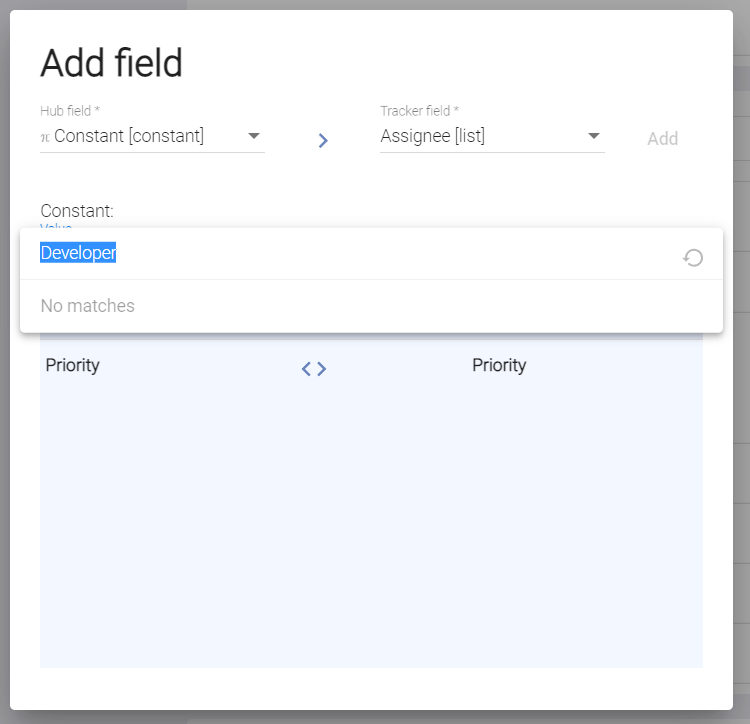 Add field
Hub field *
Tracker field *
π Constant [constant]
Assignee [list]
Add
Constant:
Value
Developer
No matches
Priority
Priority